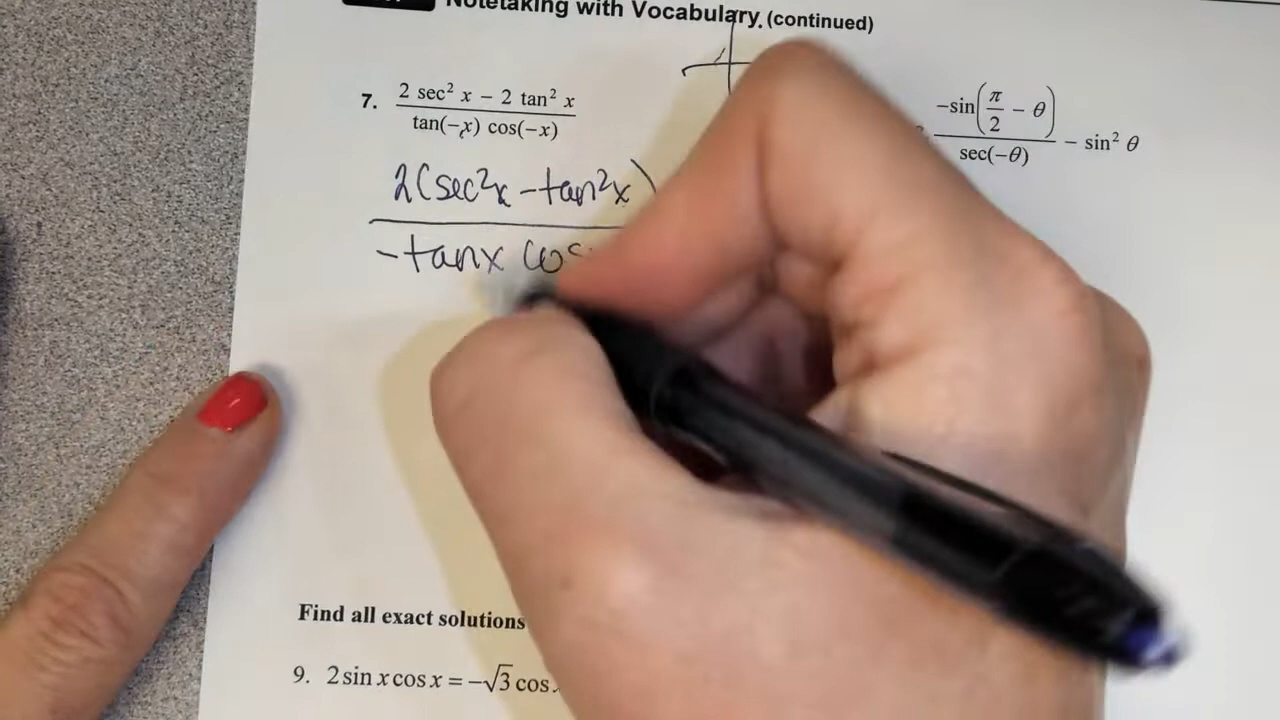 Notetaking with Vocabulary (continued)
7. 2 sec² x − 2 tan² x
tan(−x) cos(−x)
2(sec²x − tan²x)
−tanx cos
−sin(π/2 − θ)
sec(−θ)
− sin² θ
Find all exact solutions
9. 2 sin x cos x = −√3 cos